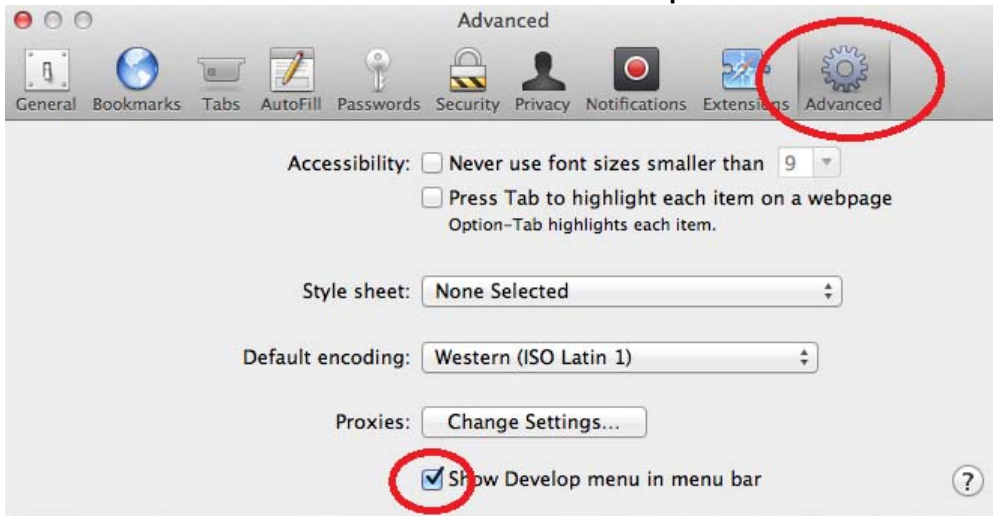 Advanced
General Bookmarks Tabs AutoFill Passwords Security Privacy Notifications Extensions Advanced
Accessibility: Never use font sizes smaller than 9
Press Tab to highlight each item on a webpage
Option-Tab highlights each item.
Style sheet: None Selected
Default encoding: Western (ISO Latin 1)
Proxies: Change Settings...
Show Develop menu in menu bar ?